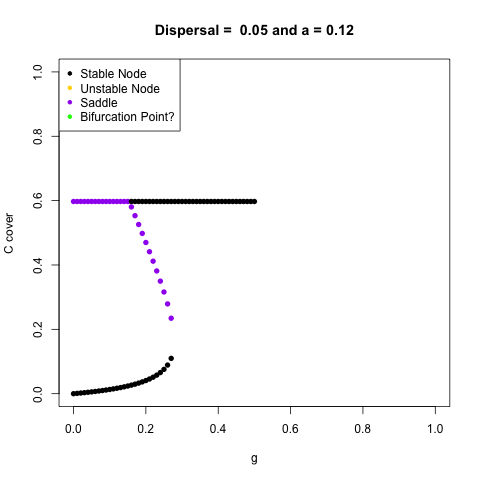 Dispersal =  0.05 and a = 0.12
Stable Node
Unstable Node
Saddle
Bifurcation Point?
C cover
1.0
0.8
0.6
0.4
0.2
0.0
0.0 0.2 0.4 0.6 0.8 1.0
g